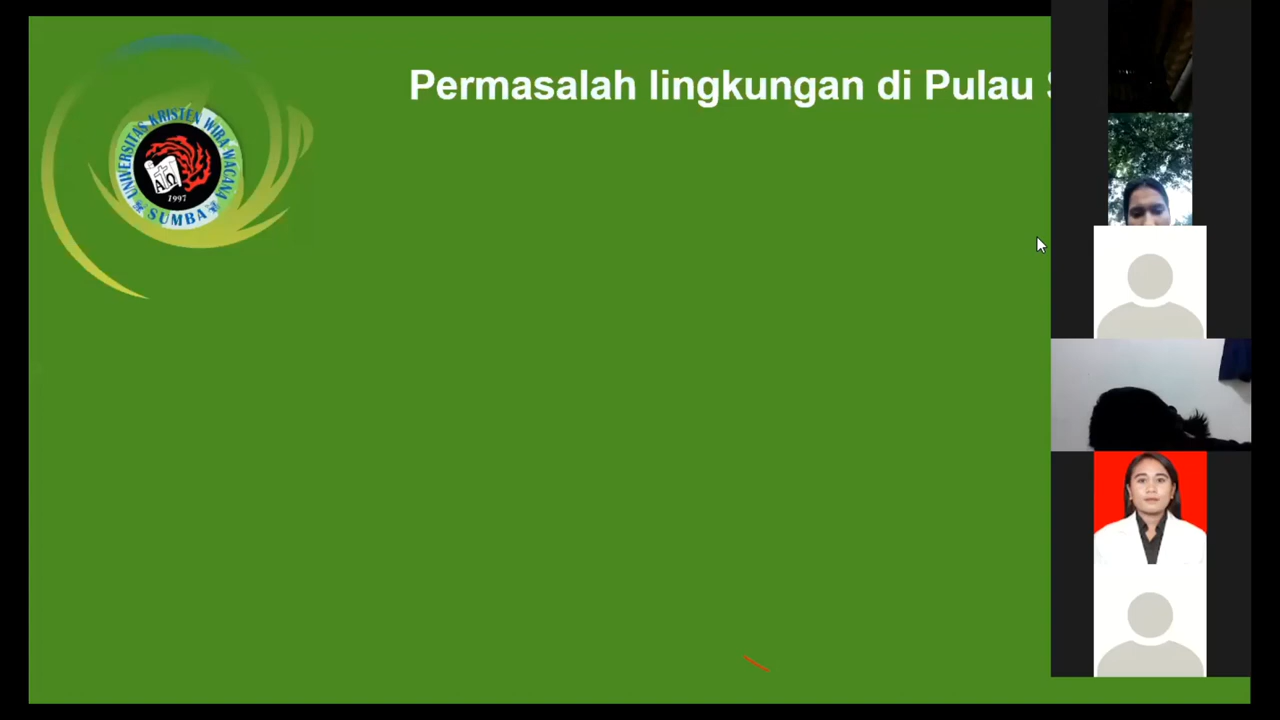 Permasalah lingkungan di Pulau
UNIVERSITAS KRISTEN WIRA WACANA
A Ω
1997
SUMBA